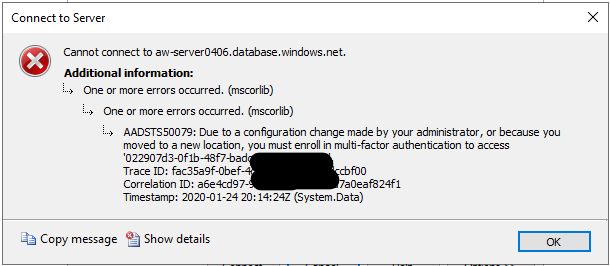 Connect to Server
Cannot connect to aw-server0406.database.windows.net.
Additional information:
One or more errors occurred. (mscorlib)
One or more errors occurred. (mscorlib)
AADSTS50079: Due to a configuration change made by your administrator, or because you
moved to a new location, you must enroll in multi-factor authentication to access
'022907d3-0f1b-48f7-badc
Trace ID: fac35a9f-0bef-4 ccbf00
Correlation ID: a6e4cd97-9 7a0eaf824f1
Timestamp: 2020-01-24 20:14:24Z (System.Data)
Copy message
Show details
OK